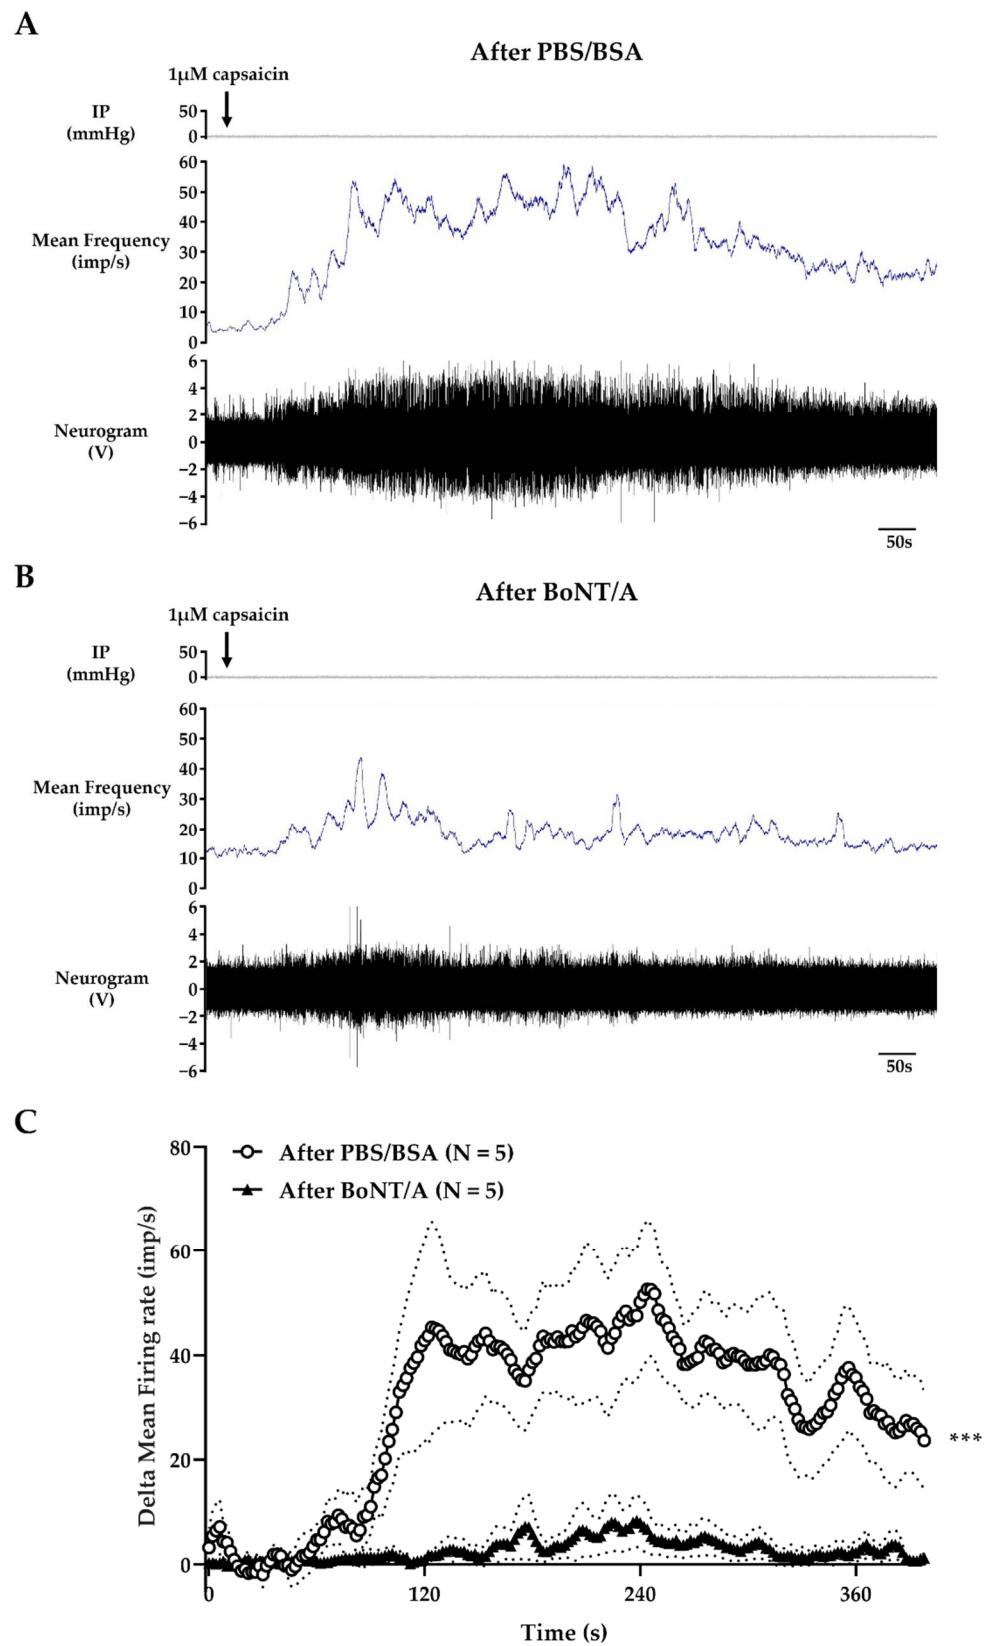 A
After PBS/BSA
1µM capsaicin
IP
(mmHg)
50
0
Mean Frequency
(imp/s)
60
50
40
30
20
10
0
Neurogram
(V)
6
4
2
0
−2
−4
−6
50s
B
After BoNT/A
1µM capsaicin
IP
(mmHg)
50
0
Mean Frequency
(imp/s)
60
50
40
30
20
10
0
Neurogram
(V)
6
4
2
0
−2
−4
−6
50s
C
After PBS/BSA (N = 5)
After BoNT/A (N = 5)
Delta Mean Firing rate (imp/s)
80
60
40
20
0
***
0 120 240 360
Time (s)